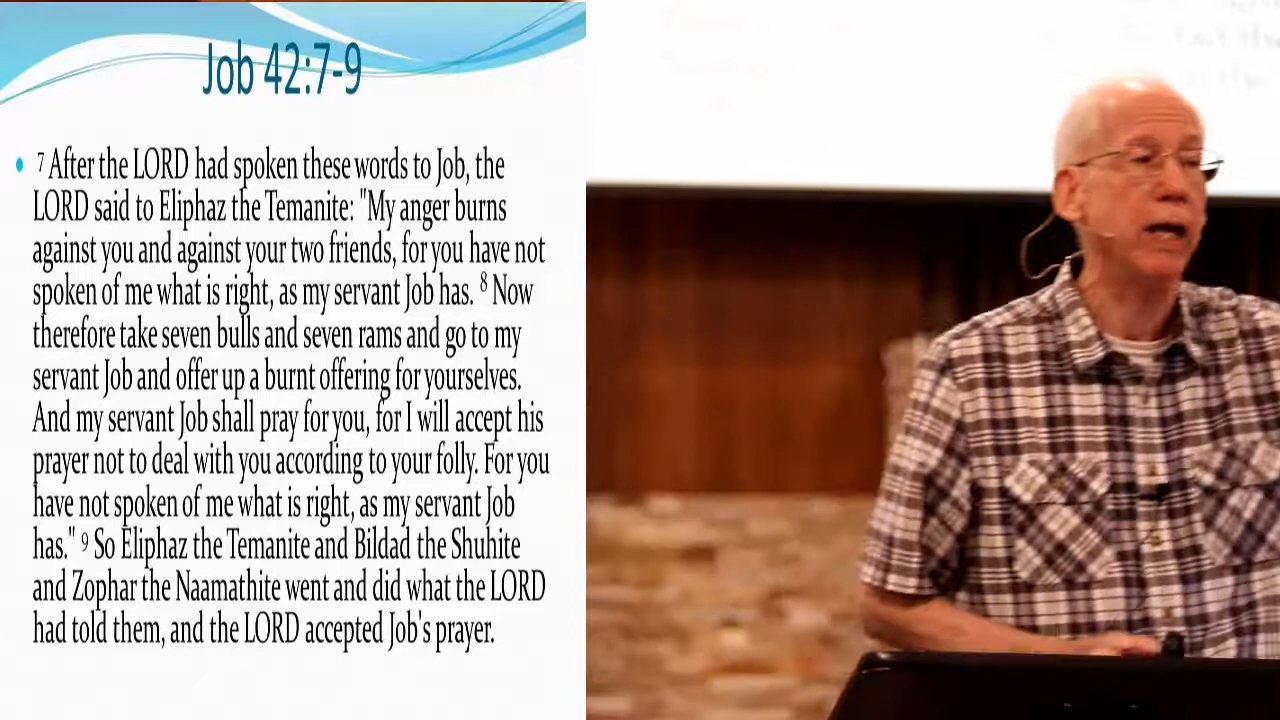 Job 42:7-9
• 7 After the LORD had spoken these words to Job, the
LORD said to Eliphaz the Temanite: "My anger burns
against you and against your two friends, for you have not
spoken of me what is right, as my servant Job has. 8 Now
therefore take seven bulls and seven rams and go to my
servant Job and offer up a burnt offering for yourselves.
And my servant Job shall pray for you, for I will accept his
prayer not to deal with you according to your folly. For you
have not spoken of me what is right, as my servant Job
has." 9 So Eliphaz the Temanite and Bildad the Shuhite
and Zophar the Naamathite went and did what the LORD
had told them, and the LORD accepted Job's prayer.